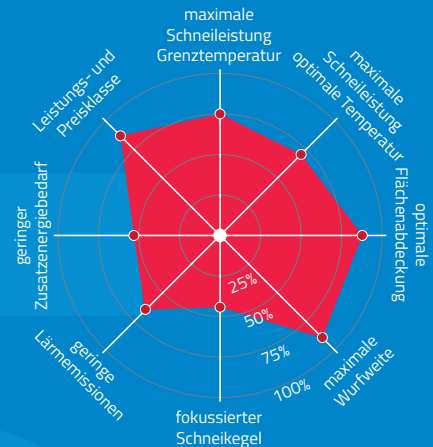 maximale
Schneileistung
Grenztemperatur
maximale
Schneileistung
optimale Temperatur
optimale
Flächenabdeckung
maximale
Wurfweite
fokussierter
Schneikegel
geringe
Lärmemissionen
geringer
Zusatzenergiebedarf
Leistungs- und
Preisklasse
25%
50%
75%
100%